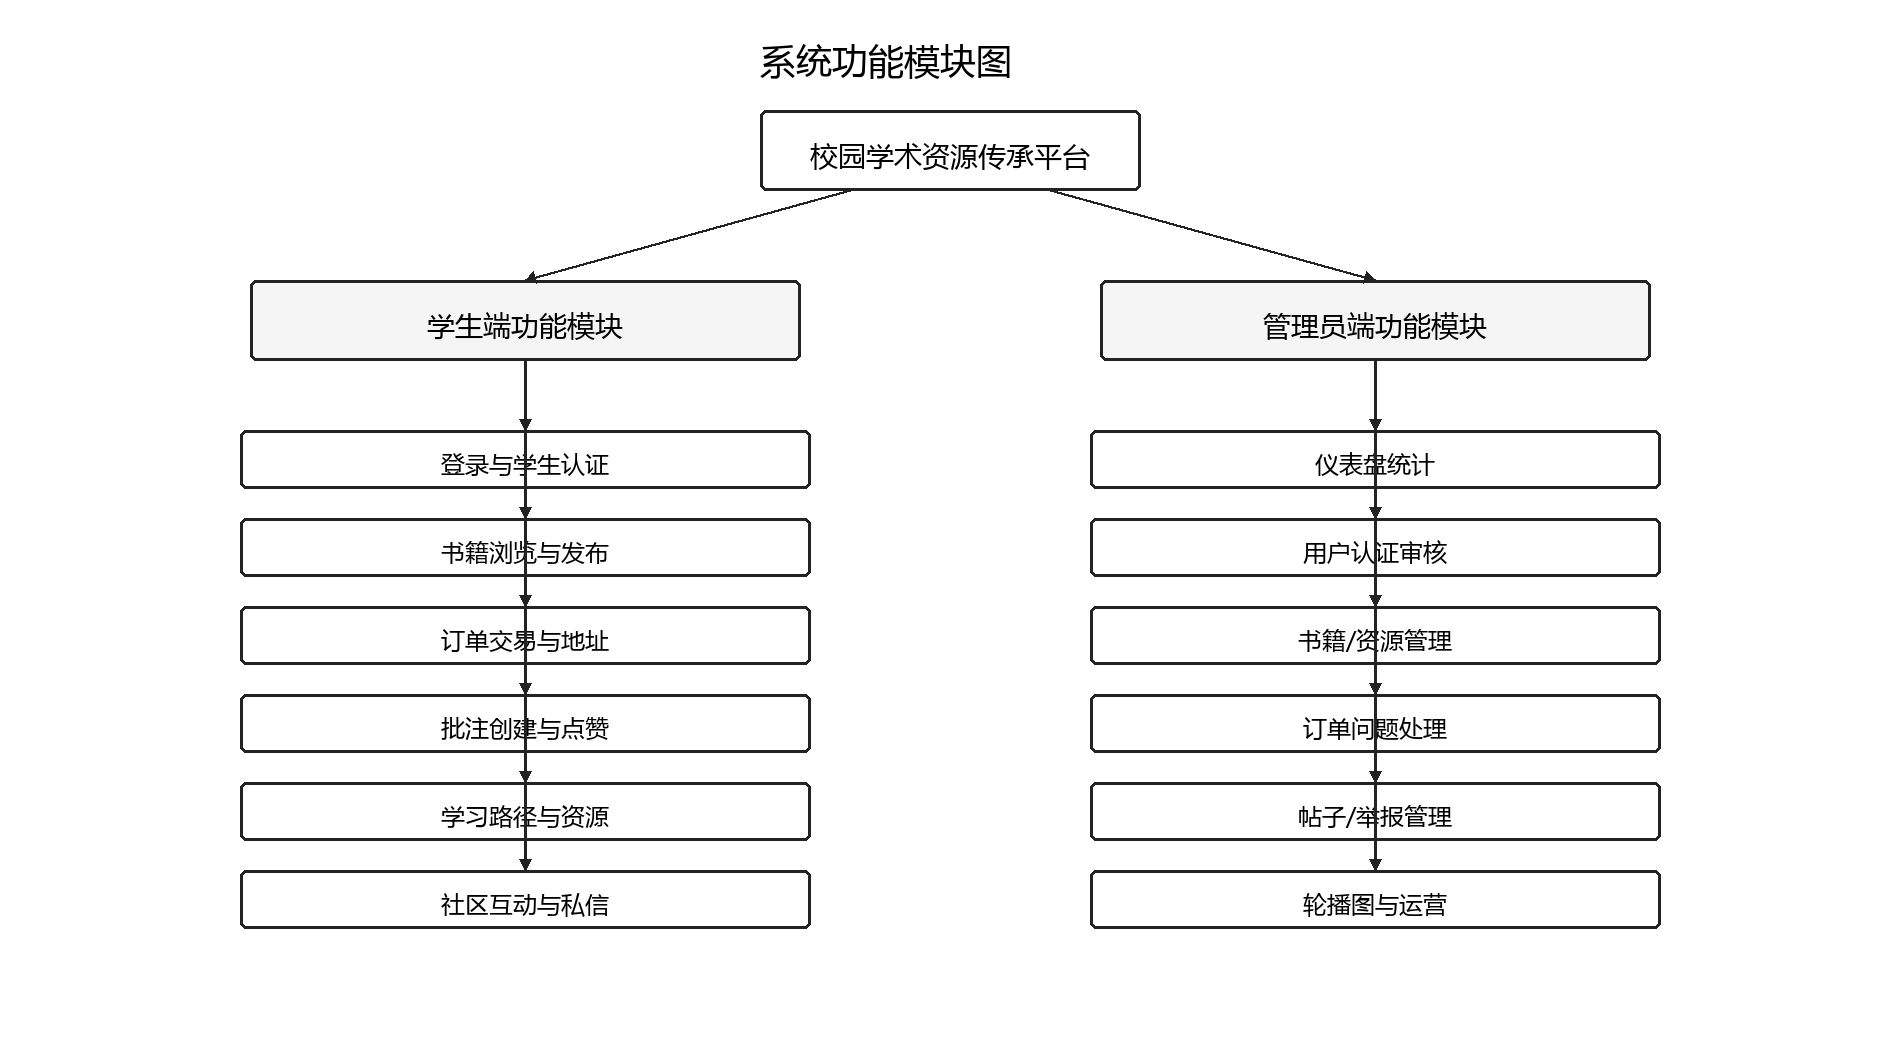 系统功能模块图
校园学术资源传承平台
学生端功能模块
管理员端功能模块
登录与学生认证
书籍浏览与发布
订单交易与地址
批注创建与点赞
学习路径与资源
社区互动与私信
仪表盘统计
用户认证审核
书籍/资源管理
订单问题处理
帖子/举报管理
轮播图与运营